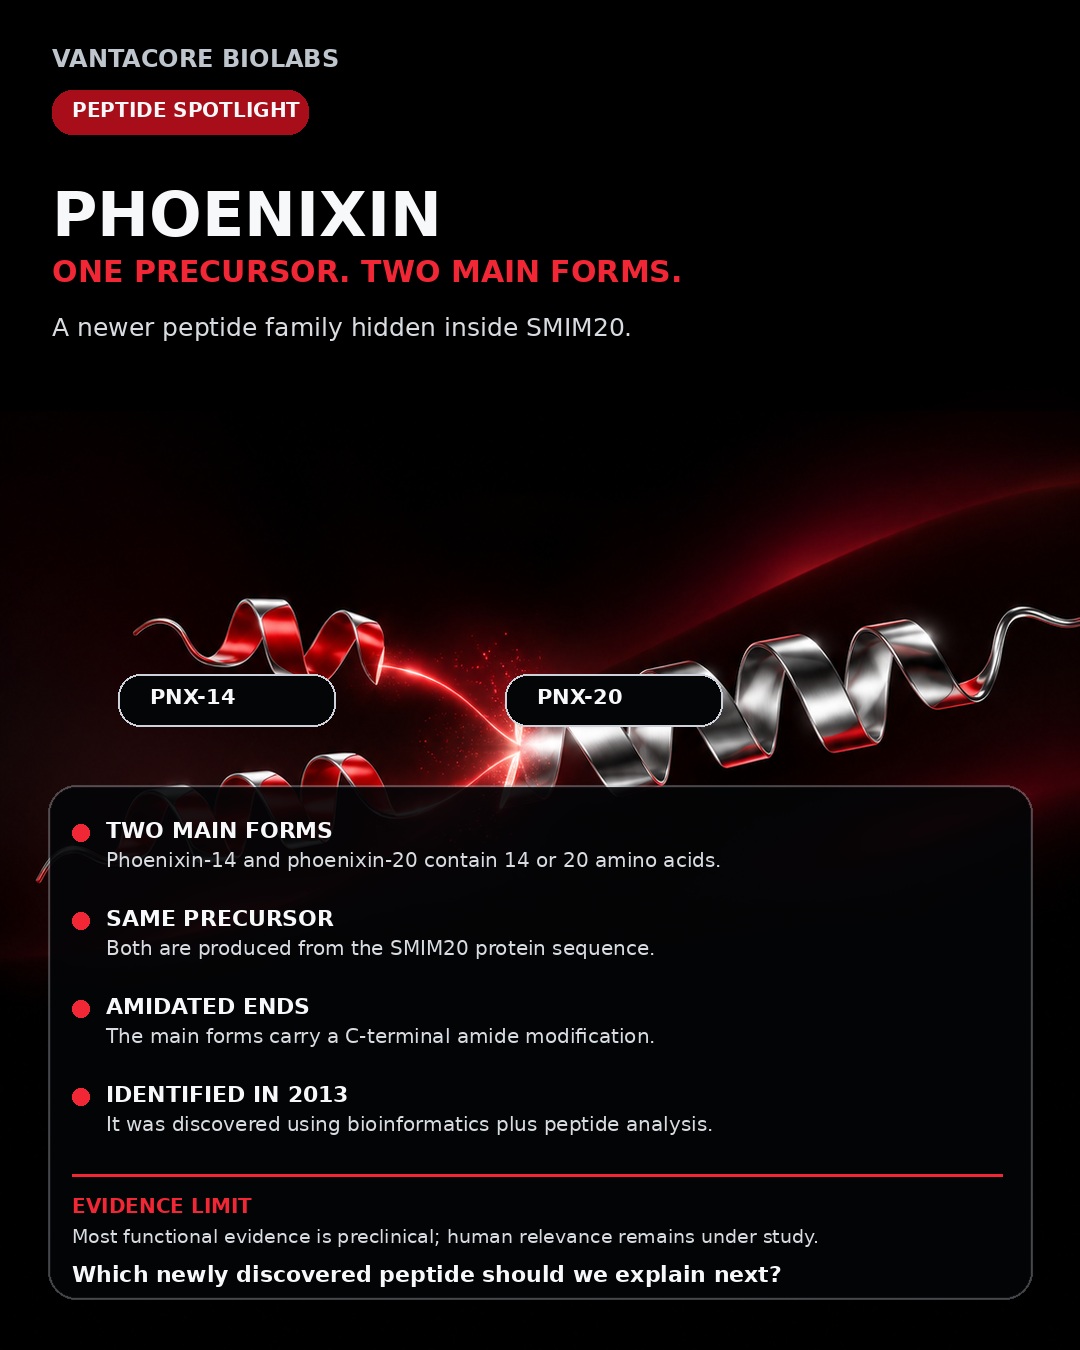 VANTACORE BIOLABS
PEPTIDE SPOTLIGHT
PHOENIXIN
ONE PRECURSOR. TWO MAIN FORMS.
A newer peptide family hidden inside SMIM20.
PNX-14
PNX-20
TWO MAIN FORMS
Phoenixin-14 and phoenixin-20 contain 14 or 20 amino acids.
SAME PRECURSOR
Both are produced from the SMIM20 protein sequence.
AMIDATED ENDS
The main forms carry a C-terminal amide modification.
IDENTIFIED IN 2013
It was discovered using bioinformatics plus peptide analysis.
EVIDENCE LIMIT
Most functional evidence is preclinical; human relevance remains under study.
Which newly discovered peptide should we explain next?